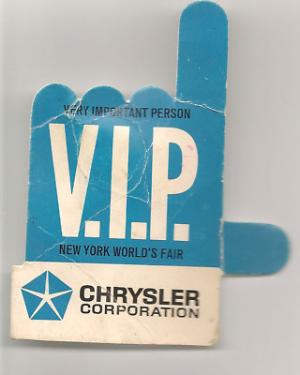 VERY IMPORTANT PERSON
V.I.P.
NEW YORK WORLD'S FAIR
CHRYSLER
CORPORATION